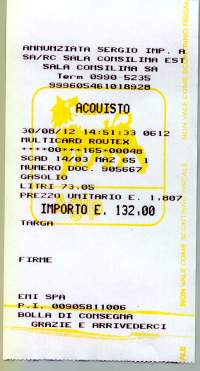 ANNUNZIATA SERGIO IMP. A
SA/RC SALA CONSILINA EST
SALA CONSILINA SA
Term 0990 5235
999605461018928
ACQUISTO
30/08/12 14:51:33 0612
MULTICARD ROUTEX
****00***165*00048
SCAD 14/03 MAZ 65 1
NUMERO DOC. 905667
GASOLIO
LITRI 73.05
PREZZO UNITARIO E. 1.807
IMPORTO E. 132,00
TARGA
FIRME
ENI SPA
P.I. 00905811006
BOLLA DI CONSEGNA
GRAZIE E ARRIVEDERCI